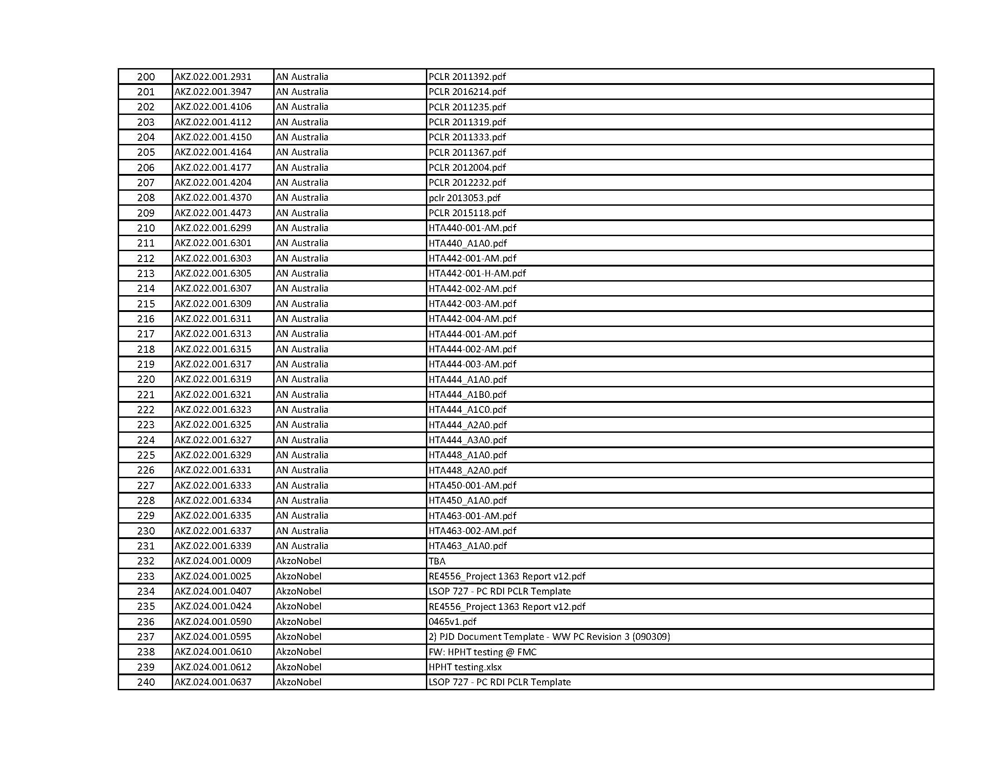 200 AKZ.022.001.2931 AN Australia PCLR 2011392.pdf
201 AKZ.022.001.3947 AN Australia PCLR 2016214.pdf
202 AKZ.022.001.4106 AN Australia PCLR 2011235.pdf
203 AKZ.022.001.4112 AN Australia PCLR 2011319.pdf
204 AKZ.022.001.4150 AN Australia PCLR 2011333.pdf
205 AKZ.022.001.4164 AN Australia PCLR 2011367.pdf
206 AKZ.022.001.4177 AN Australia PCLR 2012004.pdf
207 AKZ.022.001.4204 AN Australia PCLR 2012232.pdf
208 AKZ.022.001.4370 AN Australia pclr 2013053.pdf
209 AKZ.022.001.4473 AN Australia PCLR 2015118.pdf
210 AKZ.022.001.6299 AN Australia HTA440-001-AM.pdf
211 AKZ.022.001.6301 AN Australia HTA440_A1A0.pdf
212 AKZ.022.001.6303 AN Australia HTA442-001-AM.pdf
213 AKZ.022.001.6305 AN Australia HTA442-001-H-AM.pdf
214 AKZ.022.001.6307 AN Australia HTA442-002-AM.pdf
215 AKZ.022.001.6309 AN Australia HTA442-003-AM.pdf
216 AKZ.022.001.6311 AN Australia HTA442-004-AM.pdf
217 AKZ.022.001.6313 AN Australia HTA444-001-AM.pdf
218 AKZ.022.001.6315 AN Australia HTA444-002-AM.pdf
219 AKZ.022.001.6317 AN Australia HTA444-003-AM.pdf
220 AKZ.022.001.6319 AN Australia HTA444_A1A0.pdf
221 AKZ.022.001.6321 AN Australia HTA444_A1B0.pdf
222 AKZ.022.001.6323 AN Australia HTA444_A1C0.pdf
223 AKZ.022.001.6325 AN Australia HTA444_A2A0.pdf
224 AKZ.022.001.6327 AN Australia HTA444_A3A0.pdf
225 AKZ.022.001.6329 AN Australia HTA448_A1A0.pdf
226 AKZ.022.001.6331 AN Australia HTA448_A2A0.pdf
227 AKZ.022.001.6333 AN Australia HTA450-001-AM.pdf
228 AKZ.022.001.6334 AN Australia HTA450_A1A0.pdf
229 AKZ.022.001.6335 AN Australia HTA463-001-AM.pdf
230 AKZ.022.001.6337 AN Australia HTA463-002-AM.pdf
231 AKZ.022.001.6339 AN Australia HTA463_A1A0.pdf
232 AKZ.024.001.0009 AkzoNobel TBA
233 AKZ.024.001.0025 AkzoNobel RE4556_Project 1363 Report v12.pdf
234 AKZ.024.001.0407 AkzoNobel LSOP 727 - PC RDI PCLR Template
235 AKZ.024.001.0424 AkzoNobel RE4556_Project 1363 Report v12.pdf
236 AKZ.024.001.0590 AkzoNobel 0465v1.pdf
237 AKZ.024.001.0595 AkzoNobel 2) PJD Document Template - WW PC Revision 3 (090309)
238 AKZ.024.001.0610 AkzoNobel FW: HPHT testing @ FMC
239 AKZ.024.001.0612 AkzoNobel HPHT testing.xlsx
240 AKZ.024.001.0637 AkzoNobel LSOP 727 - PC RDI PCLR Template